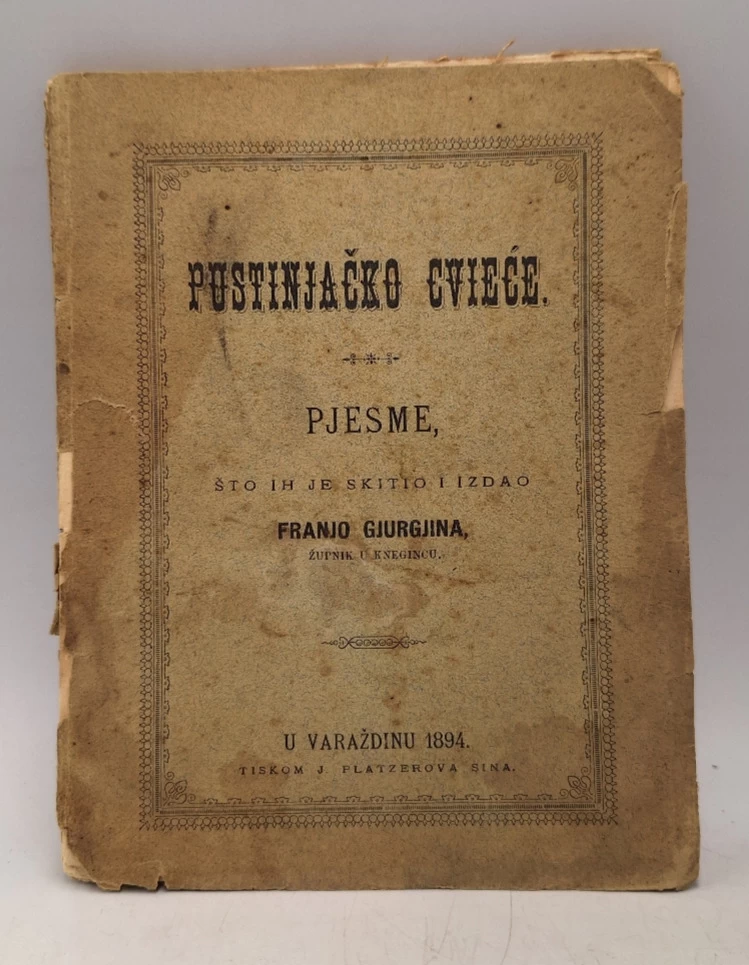 PUSTINJAČKO CVIEĆE.
PJESME,
ŠTO IH JE SKITIO I IZDAO
FRANJO GJURGJINA,
ŽUPNIK U KNEGINCU.
U VARAŽDINU 1894.
TISKOM J. PLATZEROVA SINA.